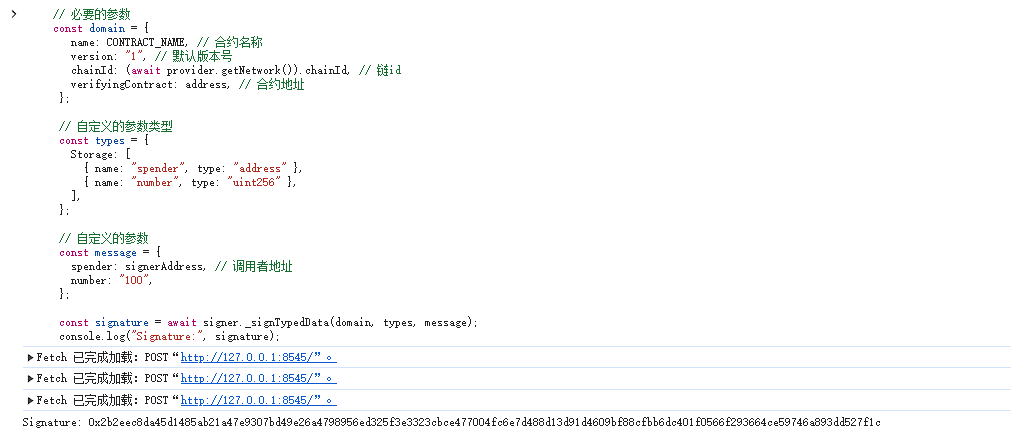 // 必要的参数
const domain = {
name: CONTRACT_NAME, // 合约名称
version: "1", // 默认版本号
chainId: (await provider.getNetwork()).chainId, // 链id
verifyingContract: address, // 合约地址
};
// 自定义的参数类型
const types = {
Storage: [
{ name: "spender", type: "address" },
{ name: "number", type: "uint256" },
],
};
// 自定义的参数
const message = {
spender: signerAddress, // 调用者地址
number: "100",
};
const signature = await signer._signTypedData(domain, types, message);
console.log("Signature:", signature);
Fetch 已完成加载: POST“http://127.0.0.1:8545/”。
Fetch 已完成加载: POST“http://127.0.0.1:8545/”。
Fetch 已完成加载: POST“http://127.0.0.1:8545/”。
Signature: 0x2b2eec8da45d1485ab21a47e9307bd49e26a4798956ed325f3e3323cbce477004fc6e7d488d13d91d4609bf88cfbb6dc401f0566f293664ce59746a893dd527f1c